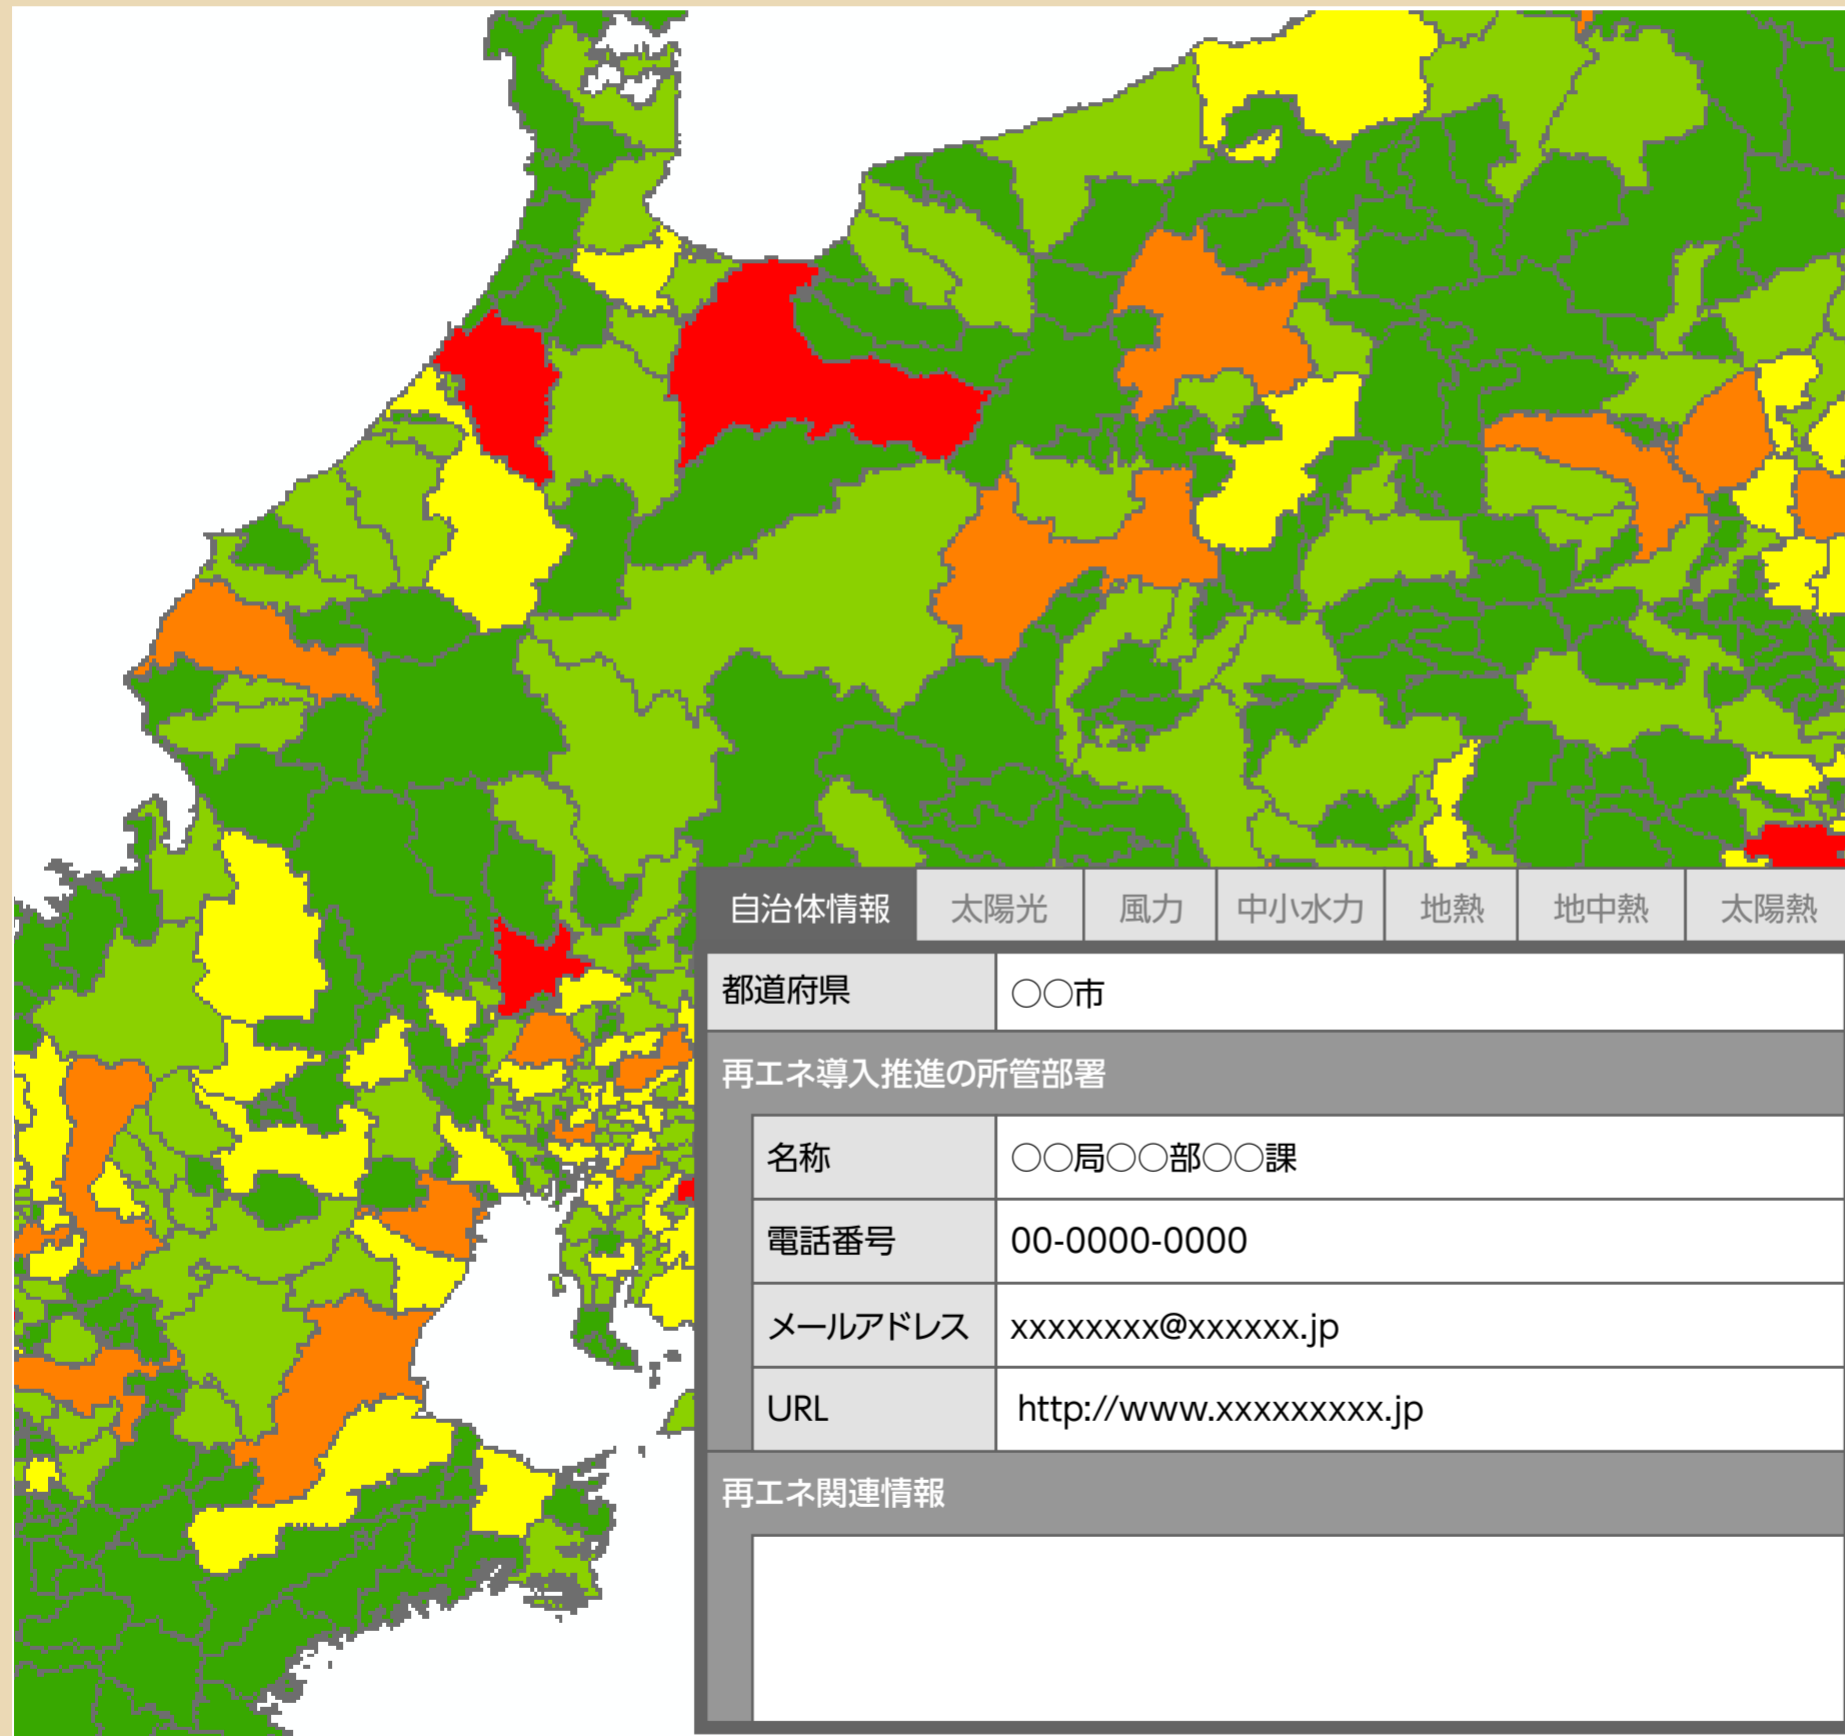 自治体情報 太陽光 風力 中小水力 地熱 地中熱 太陽熱
都道府県 ○○市
再エネ導入推進の所管部署
名称 ○○局○○部○○課
電話番号 00-0000-0000
メールアドレス xxxxxxxx@xxxxxx.jp
URL http://www.xxxxxxxxx.jp
再エネ関連情報